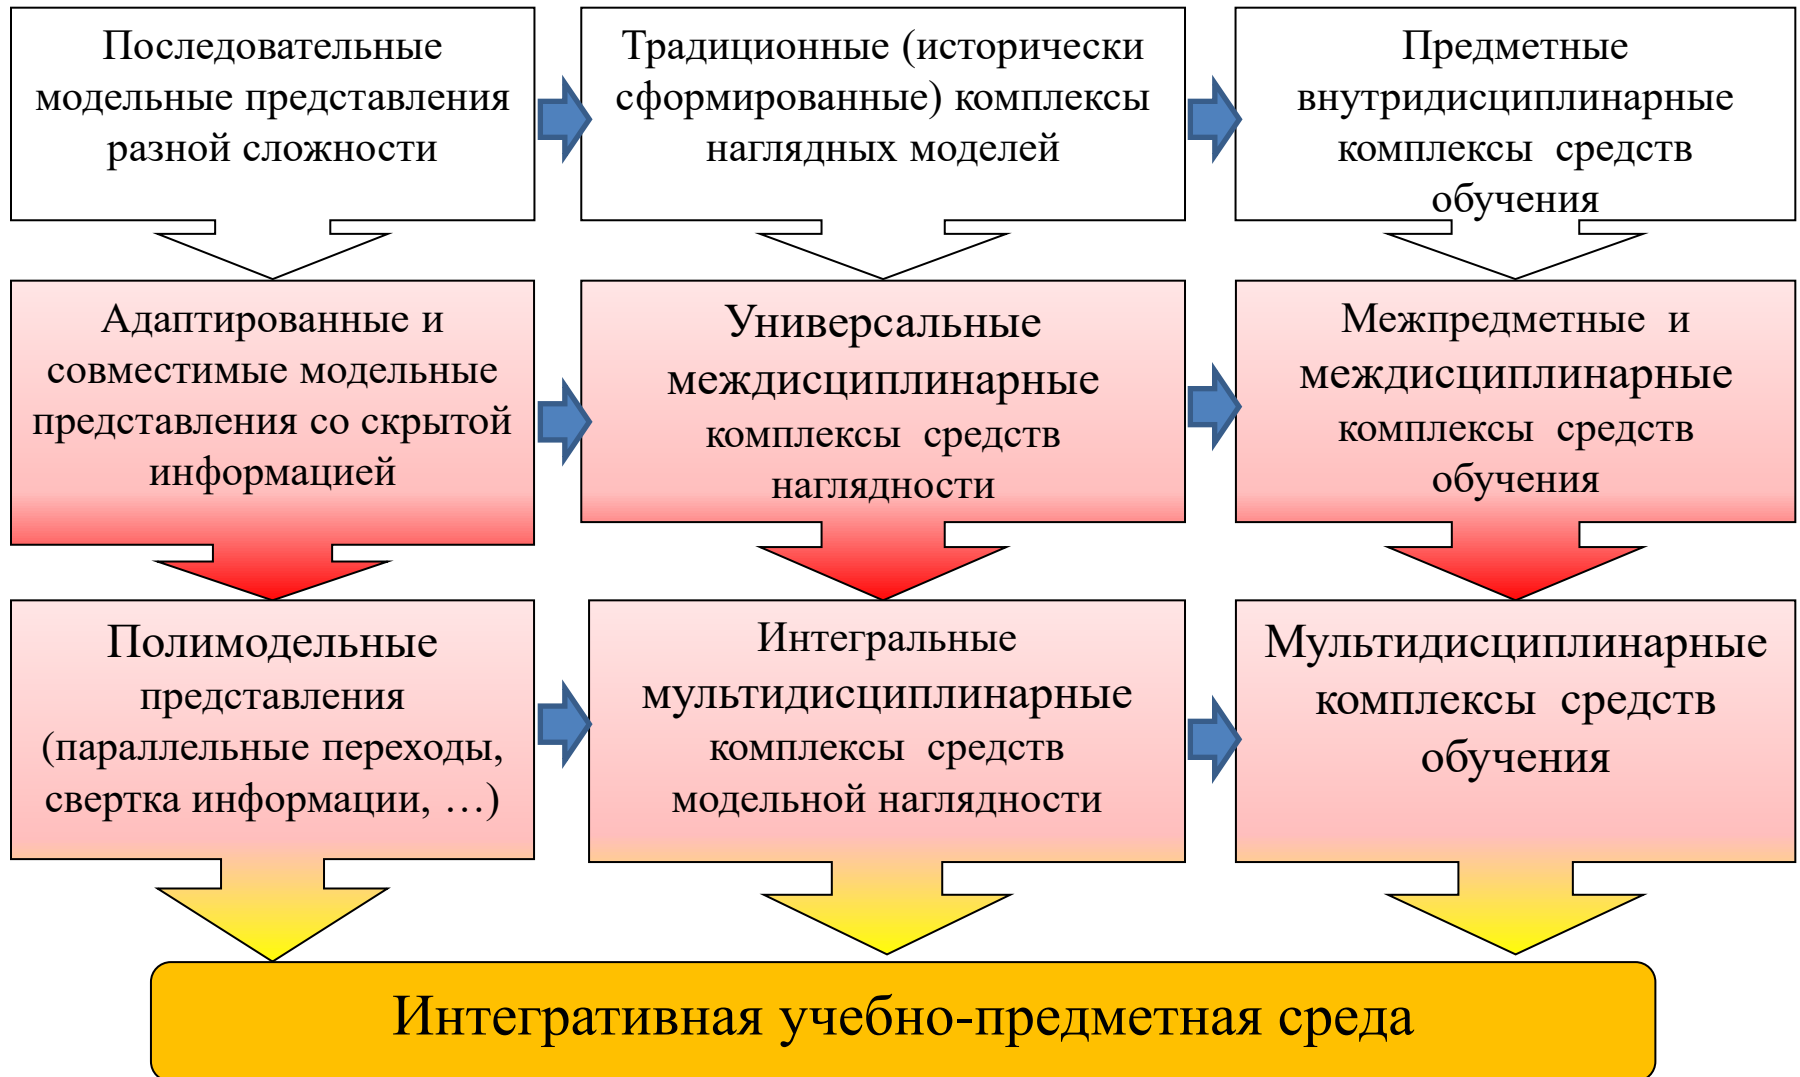 Последовательные
модельные представления
разной сложности
Традиционные (исторически
сформированные) комплексы
наглядных моделей
Предметные
внутридисциплинарные
комплексы средств
обучения
Адаптированные и
совместимые модельные
представления со скрытой
информацией
Универсальные
междисциплинарные
комплексы средств
наглядности
Межпредметные и
междисциплинарные
комплексы средств
обучения
Полимодельные
представления
(параллельные переходы,
свертка информации, …)
Интегральные
мультидисциплинарные
комплексы средств
модельной наглядности
Мультидисциплинарные
комплексы средств
обучения
Интегративная учебно-предметная среда